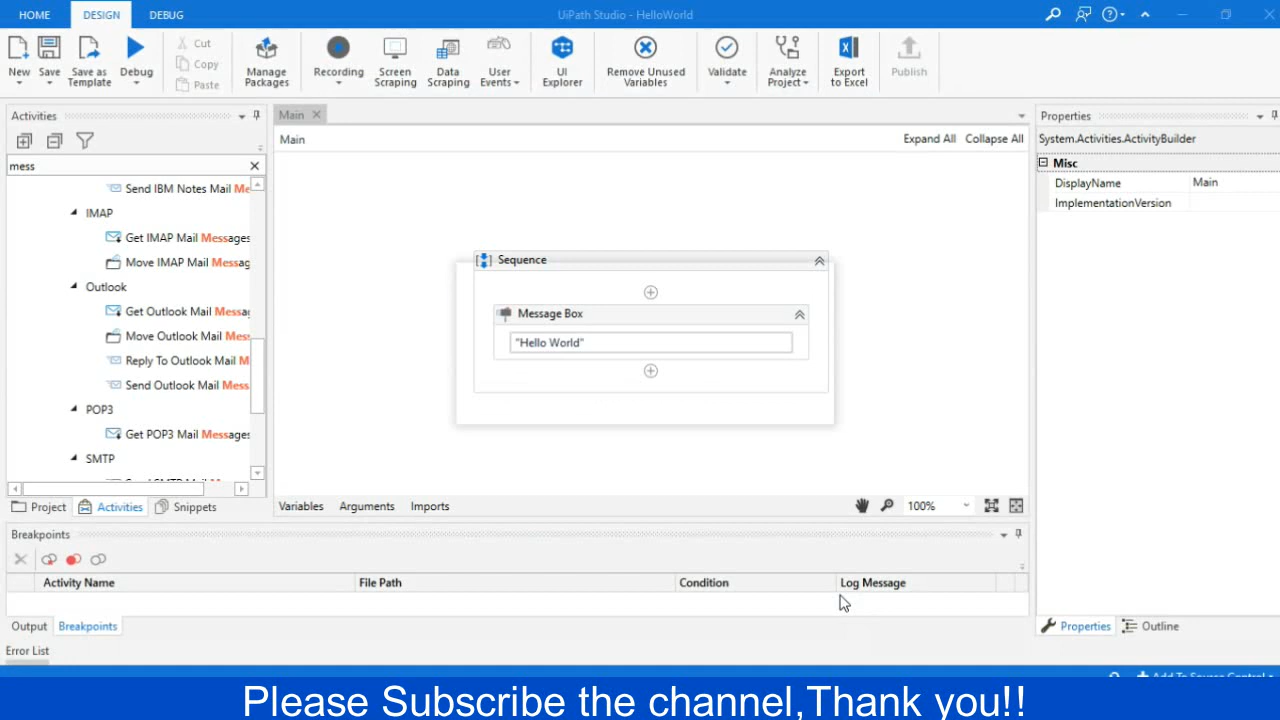 HOME DESIGN DEBUG UiPath Studio - HelloWorld
New Save Save as Template Debug Cut Copy Paste Manage Packages Recording Screen Scraping Data Scraping User Events UI Explorer Remove Unused Variables Validate Analyze Project Export to Excel Publish
Activities
mess
Send IBM Notes Mail Me
IMAP
Get IMAP Mail Messages
Move IMAP Mail Messag
Outlook
Get Outlook Mail Messa
Move Outlook Mail Mess
Reply To Outlook Mail M
Send Outlook Mail Mess
POP3
Get POP3 Mail Messages
SMTP
Project Activities Snippets
Main
Main Expand All Collapse All
Sequence
Message Box
"Hello World"
Variables Arguments Imports 100%
Properties
System.Activities.ActivityBuilder
Misc
DisplayName Main
ImplementationVersion
Properties Outline
Breakpoints
Activity Name File Path Condition Log Message
Output Breakpoints
Error List
Add To Source Control
Please Subscribe the channel,Thank you!!